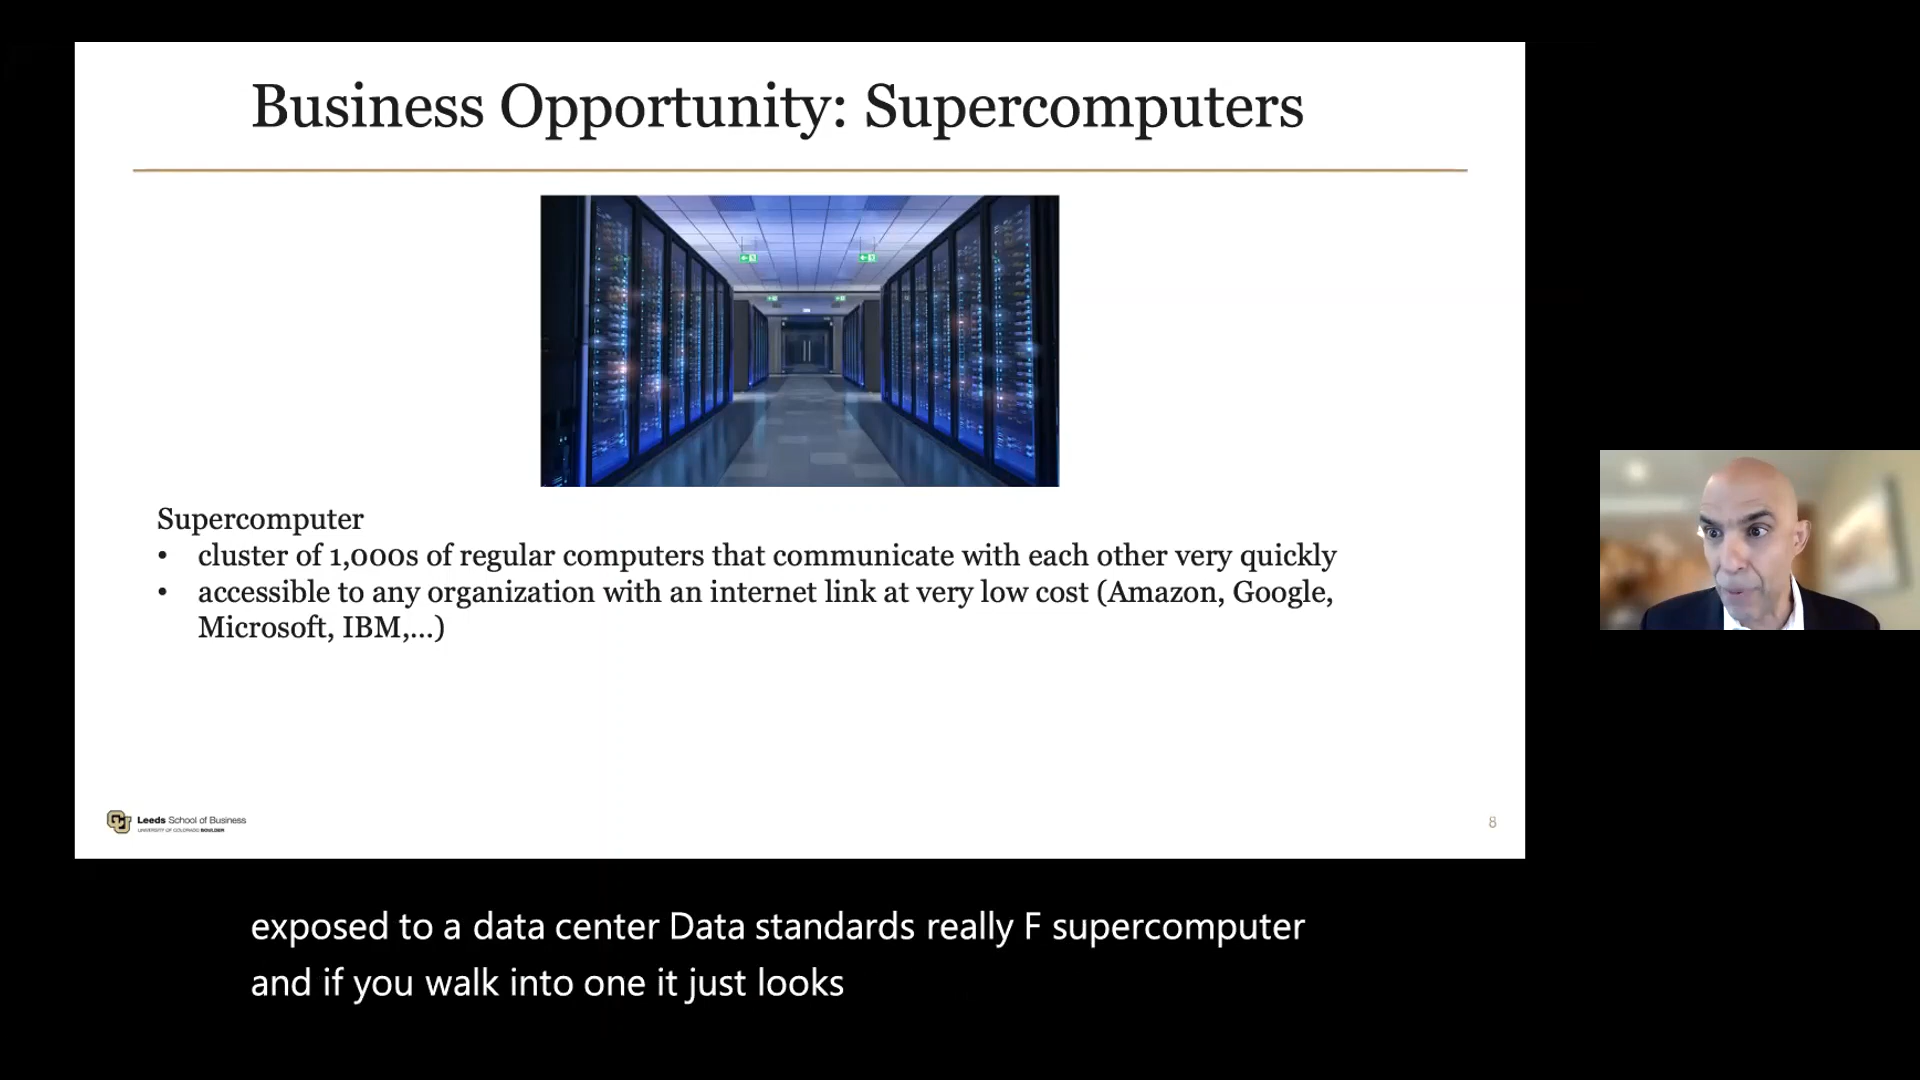 Business Opportunity: Supercomputers
Supercomputer
• cluster of 1,000s of regular computers that communicate with each other very quickly
• accessible to any organization with an internet link at very low cost (Amazon, Google,
Microsoft, IBM,...)
CU
Leeds School of Business
UNIVERSITY OF COLORADO BOULDER
8
exposed to a data center Data standards really F supercomputer
and if you walk into one it just looks